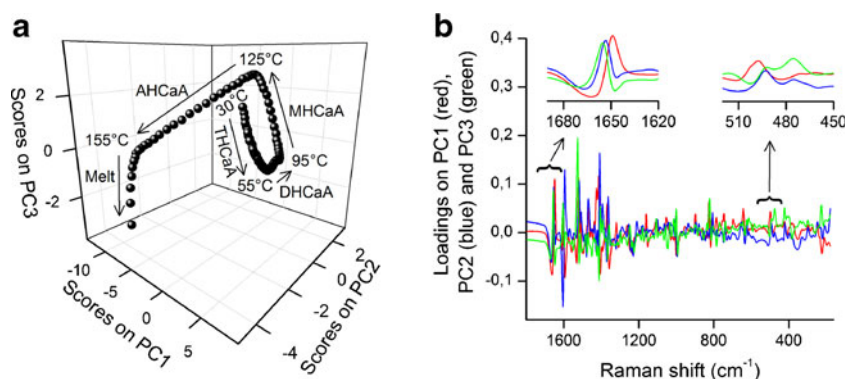 a
Scores on PC3
2
0
-2
-10
-5
0
5
Scores on PC1
-4
-2
0
2
Scores on PC2
155°C
Melt
AHCaA
125°C
MHCaA
30°C
THCaA
55°C
95°C
DHCaA
b
Loadings on PC1 (red),
PC2 (blue) and PC3 (green)
0,4
0,3
0,2
0,1
0,0
-0,1
1680 1650 1620
510 480 450
1600 1200 800 400
Raman shift (cm⁻¹)